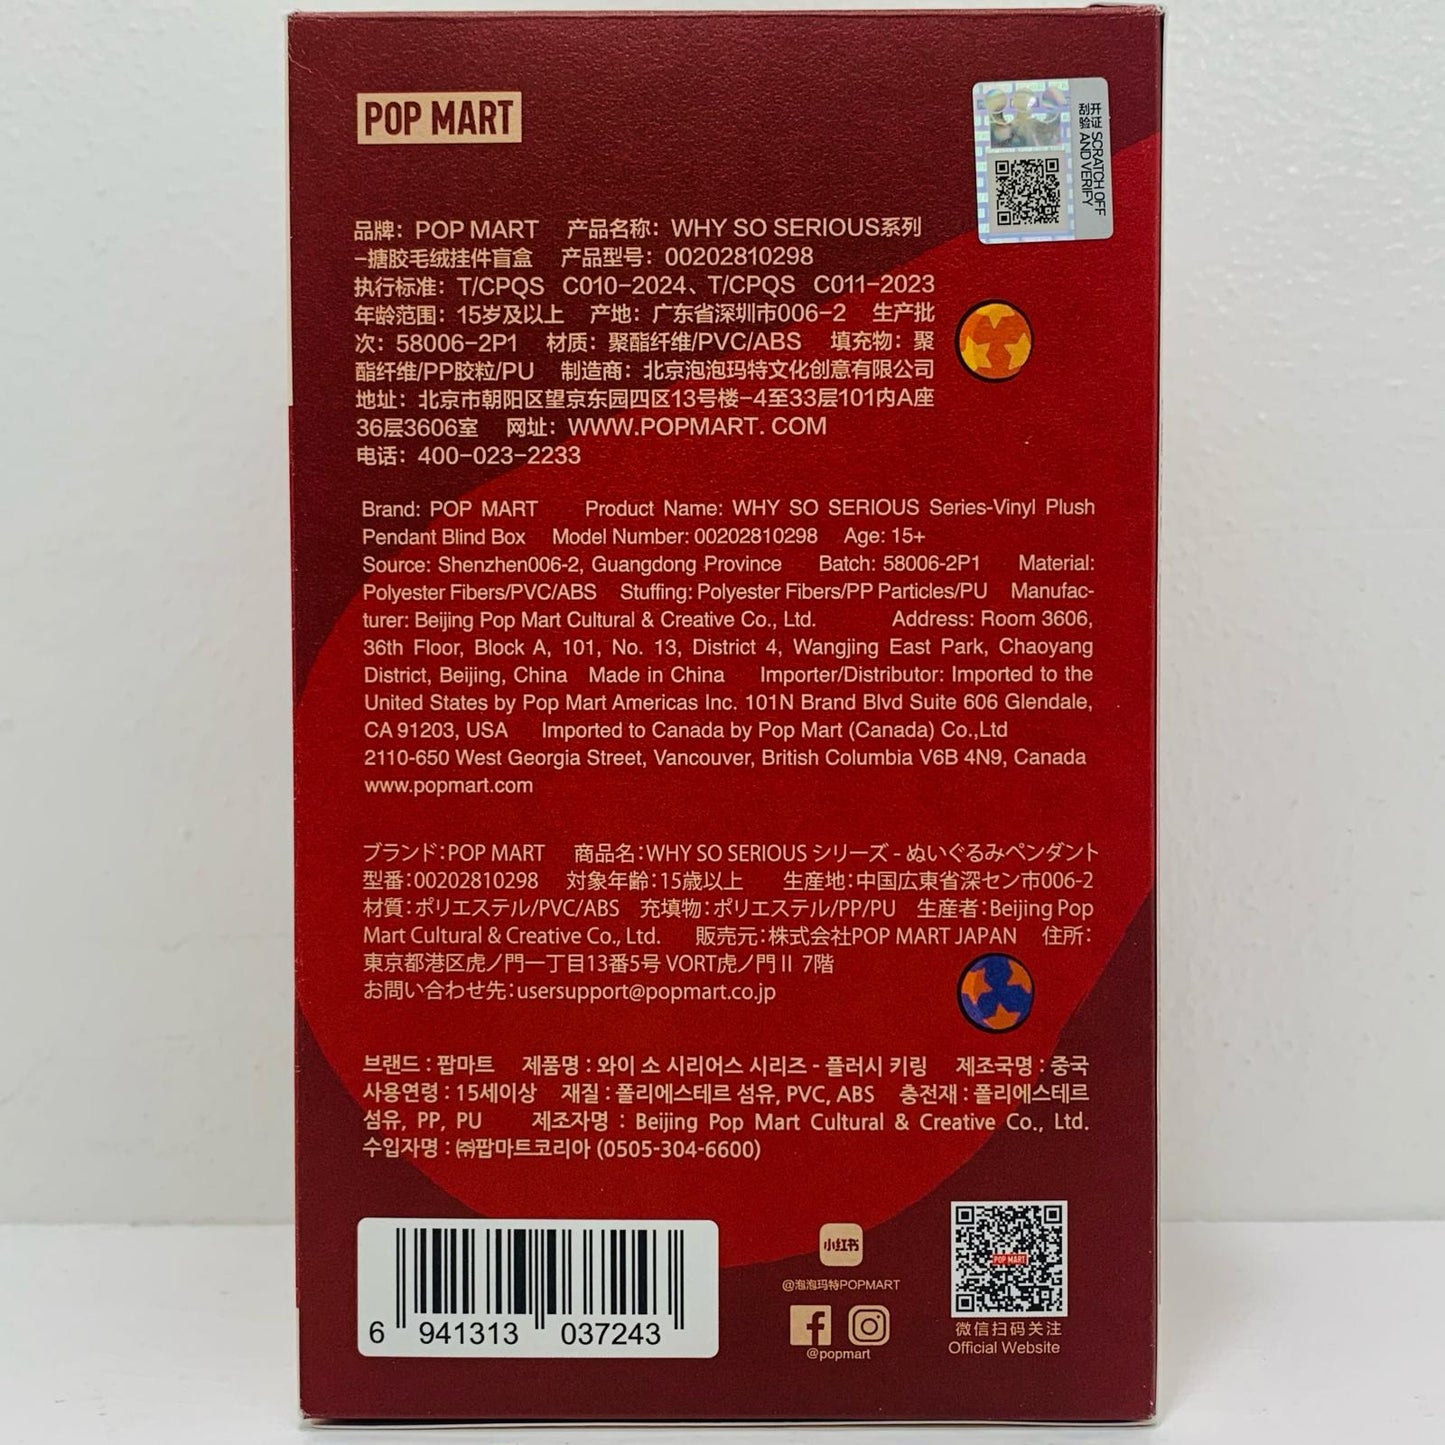 POP MART
刮开验证 SCRATCH OFF AND VERIFY
品牌：POP MART 产品名称：WHY SO SERIOUS系列
-搪胶毛绒挂件盲盒 产品型号：00202810298
执行标准：T/CPQS C010-2024、T/CPQS C011-2023
年龄范围：15岁及以上 产地：广东省深圳市006-2 生产批
次：58006-2P1 材质：聚酯纤维/PVC/ABS 填充物：聚
酯纤维/PP胶粒/PU 制造商：北京泡泡玛特文化创意有限公司
地址：北京市朝阳区望京东园四区13号楼-4至33层101内A座
36层3606室 网址：WWW.POPMART. COM
电话：400-023-2233
Brand: POP MART Product Name: WHY SO SERIOUS Series-Vinyl Plush
Pendant Blind Box Model Number: 00202810298 Age: 15+
Source: Shenzhen006-2, Guangdong Province Batch: 58006-2P1 Material:
Polyester Fibers/PVC/ABS Stuffing: Polyester Fibers/PP Particles/PU Manufac-
turer: Beijing Pop Mart Cultural & Creative Co., Ltd. Address: Room 3606,
36th Floor, Block A, 101, No. 13, District 4, Wangjing East Park, Chaoyang
District, Beijing, China Made in China Importer/Distributor: Imported to the
United States by Pop Mart Americas Inc. 101N Brand Blvd Suite 606 Glendale,
CA 91203, USA Imported to Canada by Pop Mart (Canada) Co.,Ltd
2110-650 West Georgia Street, Vancouver, British Columbia V6B 4N9, Canada
www.popmart.com
ブランド：POP MART 商品名：WHY SO SERIOUS シリーズ - ぬいぐるみペンダント
型番：00202810298 対象年齢：15歳以上 生産地：中国広東省深セン市006-2
材質：ポリエステル/PVC/ABS 充填物：ポリエステル/PP/PU 生産者：Beijing Pop
Mart Cultural & Creative Co., Ltd. 販売元：株式会社POP MART JAPAN 住所：
東京都港区虎ノ門一丁目13番5号 VORT虎ノ門Ⅱ 7階
お問い合わせ先：usersupport@popmart.co.jp
브랜드 : 팝마트 제품명 : 와이 소 시리어스 시리즈 - 플러시 키링 제조국명 : 중국
사용연령 : 15세이상 재질 : 폴리에스테르 섬유, PVC, ABS 충전재 : 폴리에스테르
섬유, PP, PU 제조자명 : Beijing Pop Mart Cultural & Creative Co., Ltd.
수입자명 : ㈜팝마트코리아 (0505-304-6600)
6 941313 037243
小红书
@泡泡玛特POPMART
@popmart
POP MART
微信扫码关注
Official Website